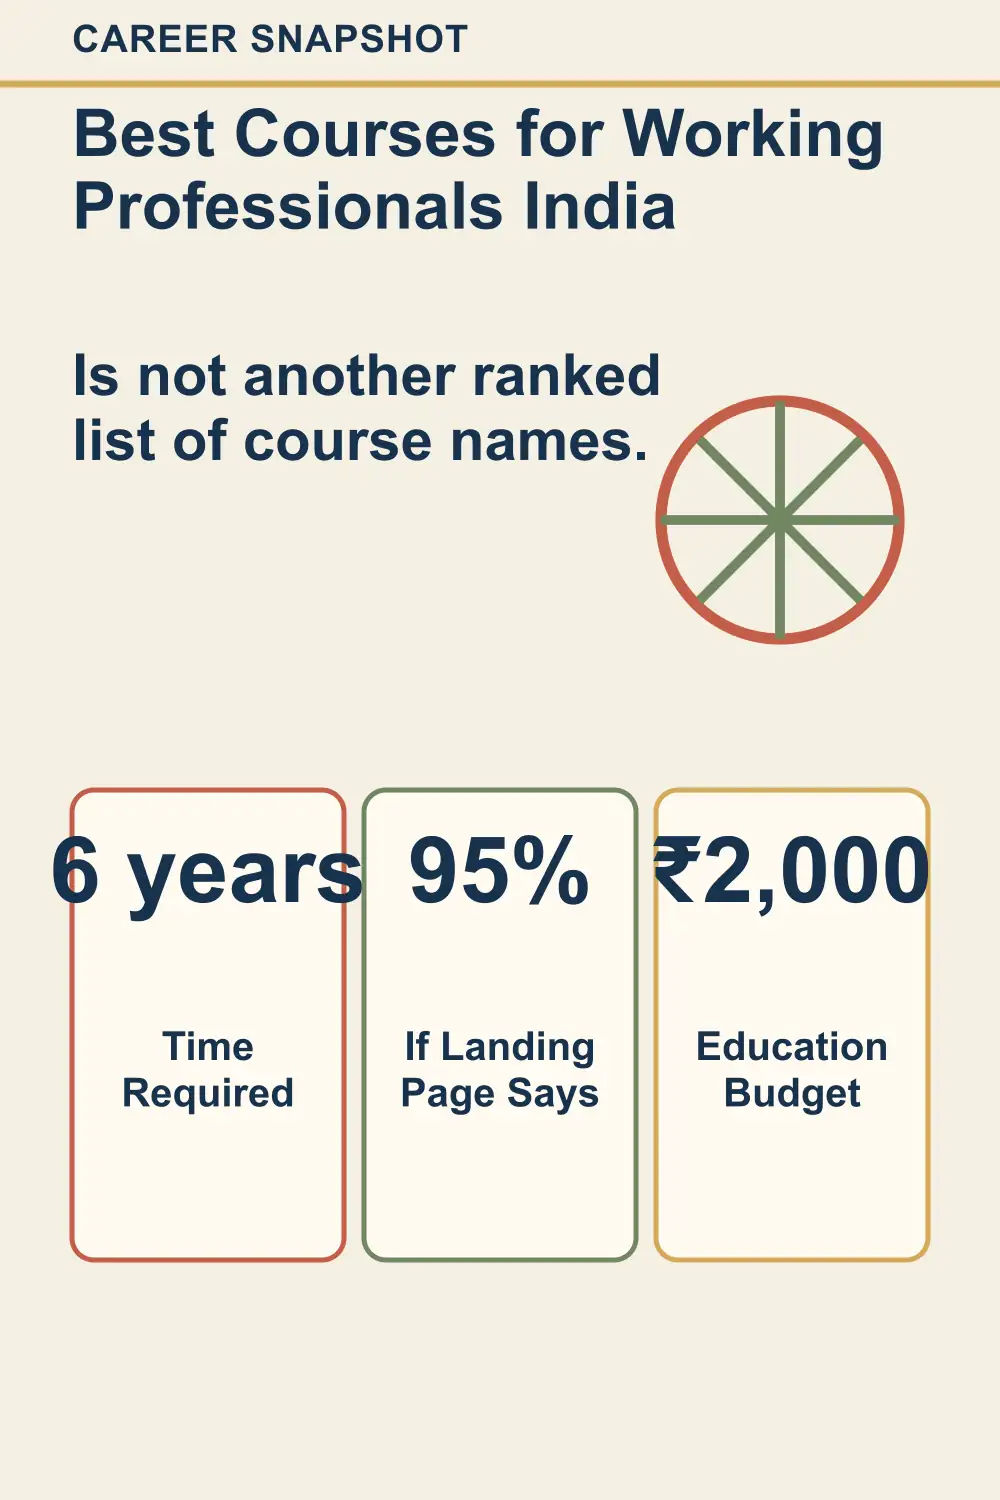 CAREER SNAPSHOT
Best Courses for Working
Professionals India
Is not another ranked
list of course names.
6 years
Time
Required
95%
If Landing
Page Says
₹2,000
Education
Budget